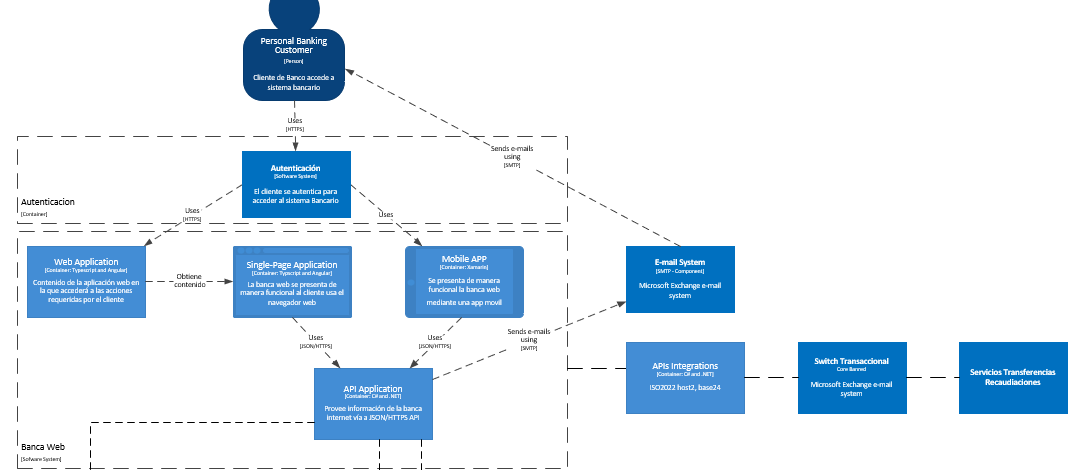 Personal Banking
Customer
[Person]
Cliente de Banco accede a
sistema bancario
Uses
[HTTPS]
Sends e-mails
using
[SMTP]
Autenticación
[Software System]
El cliente se autentica para
acceder al sistema Bancario
Autenticacion
[Container]
Uses
[HTTPS]
Uses
Web Application
[Container: Typescript and Angular]
Contenido de la aplicación web en
la que accederá a las acciones
requeridas por el cliente
Obtiene
contenido
Single-Page Application
[Container: Typscript and Angular]
La banca web se presenta de
manera funcional al cliente usa el
navegador web
Mobile APP
[Container: Xamarin]
Se presenta de manera
funcional la banca web
mediante una app movil
E-mail System
[SMTP - Component]
Microsoft Exchange e-mail
system
Uses
[JSON/HTTPS]
Uses
[JSON/HTTPS]
Sends e-mails
using
[SMTP]
API Application
[Container: C# and .NET]
Provee información de la banca
internet vía a JSON/HTTPS API
APIs Integrations
[Container: C# and .NET]
ISO2022 host2, base24
Switch Transaccional
Core Banred
Microsoft Exchange e-mail
system
Servicios Transferencias
Recaudiaciones
Banca Web
[Sofware System]